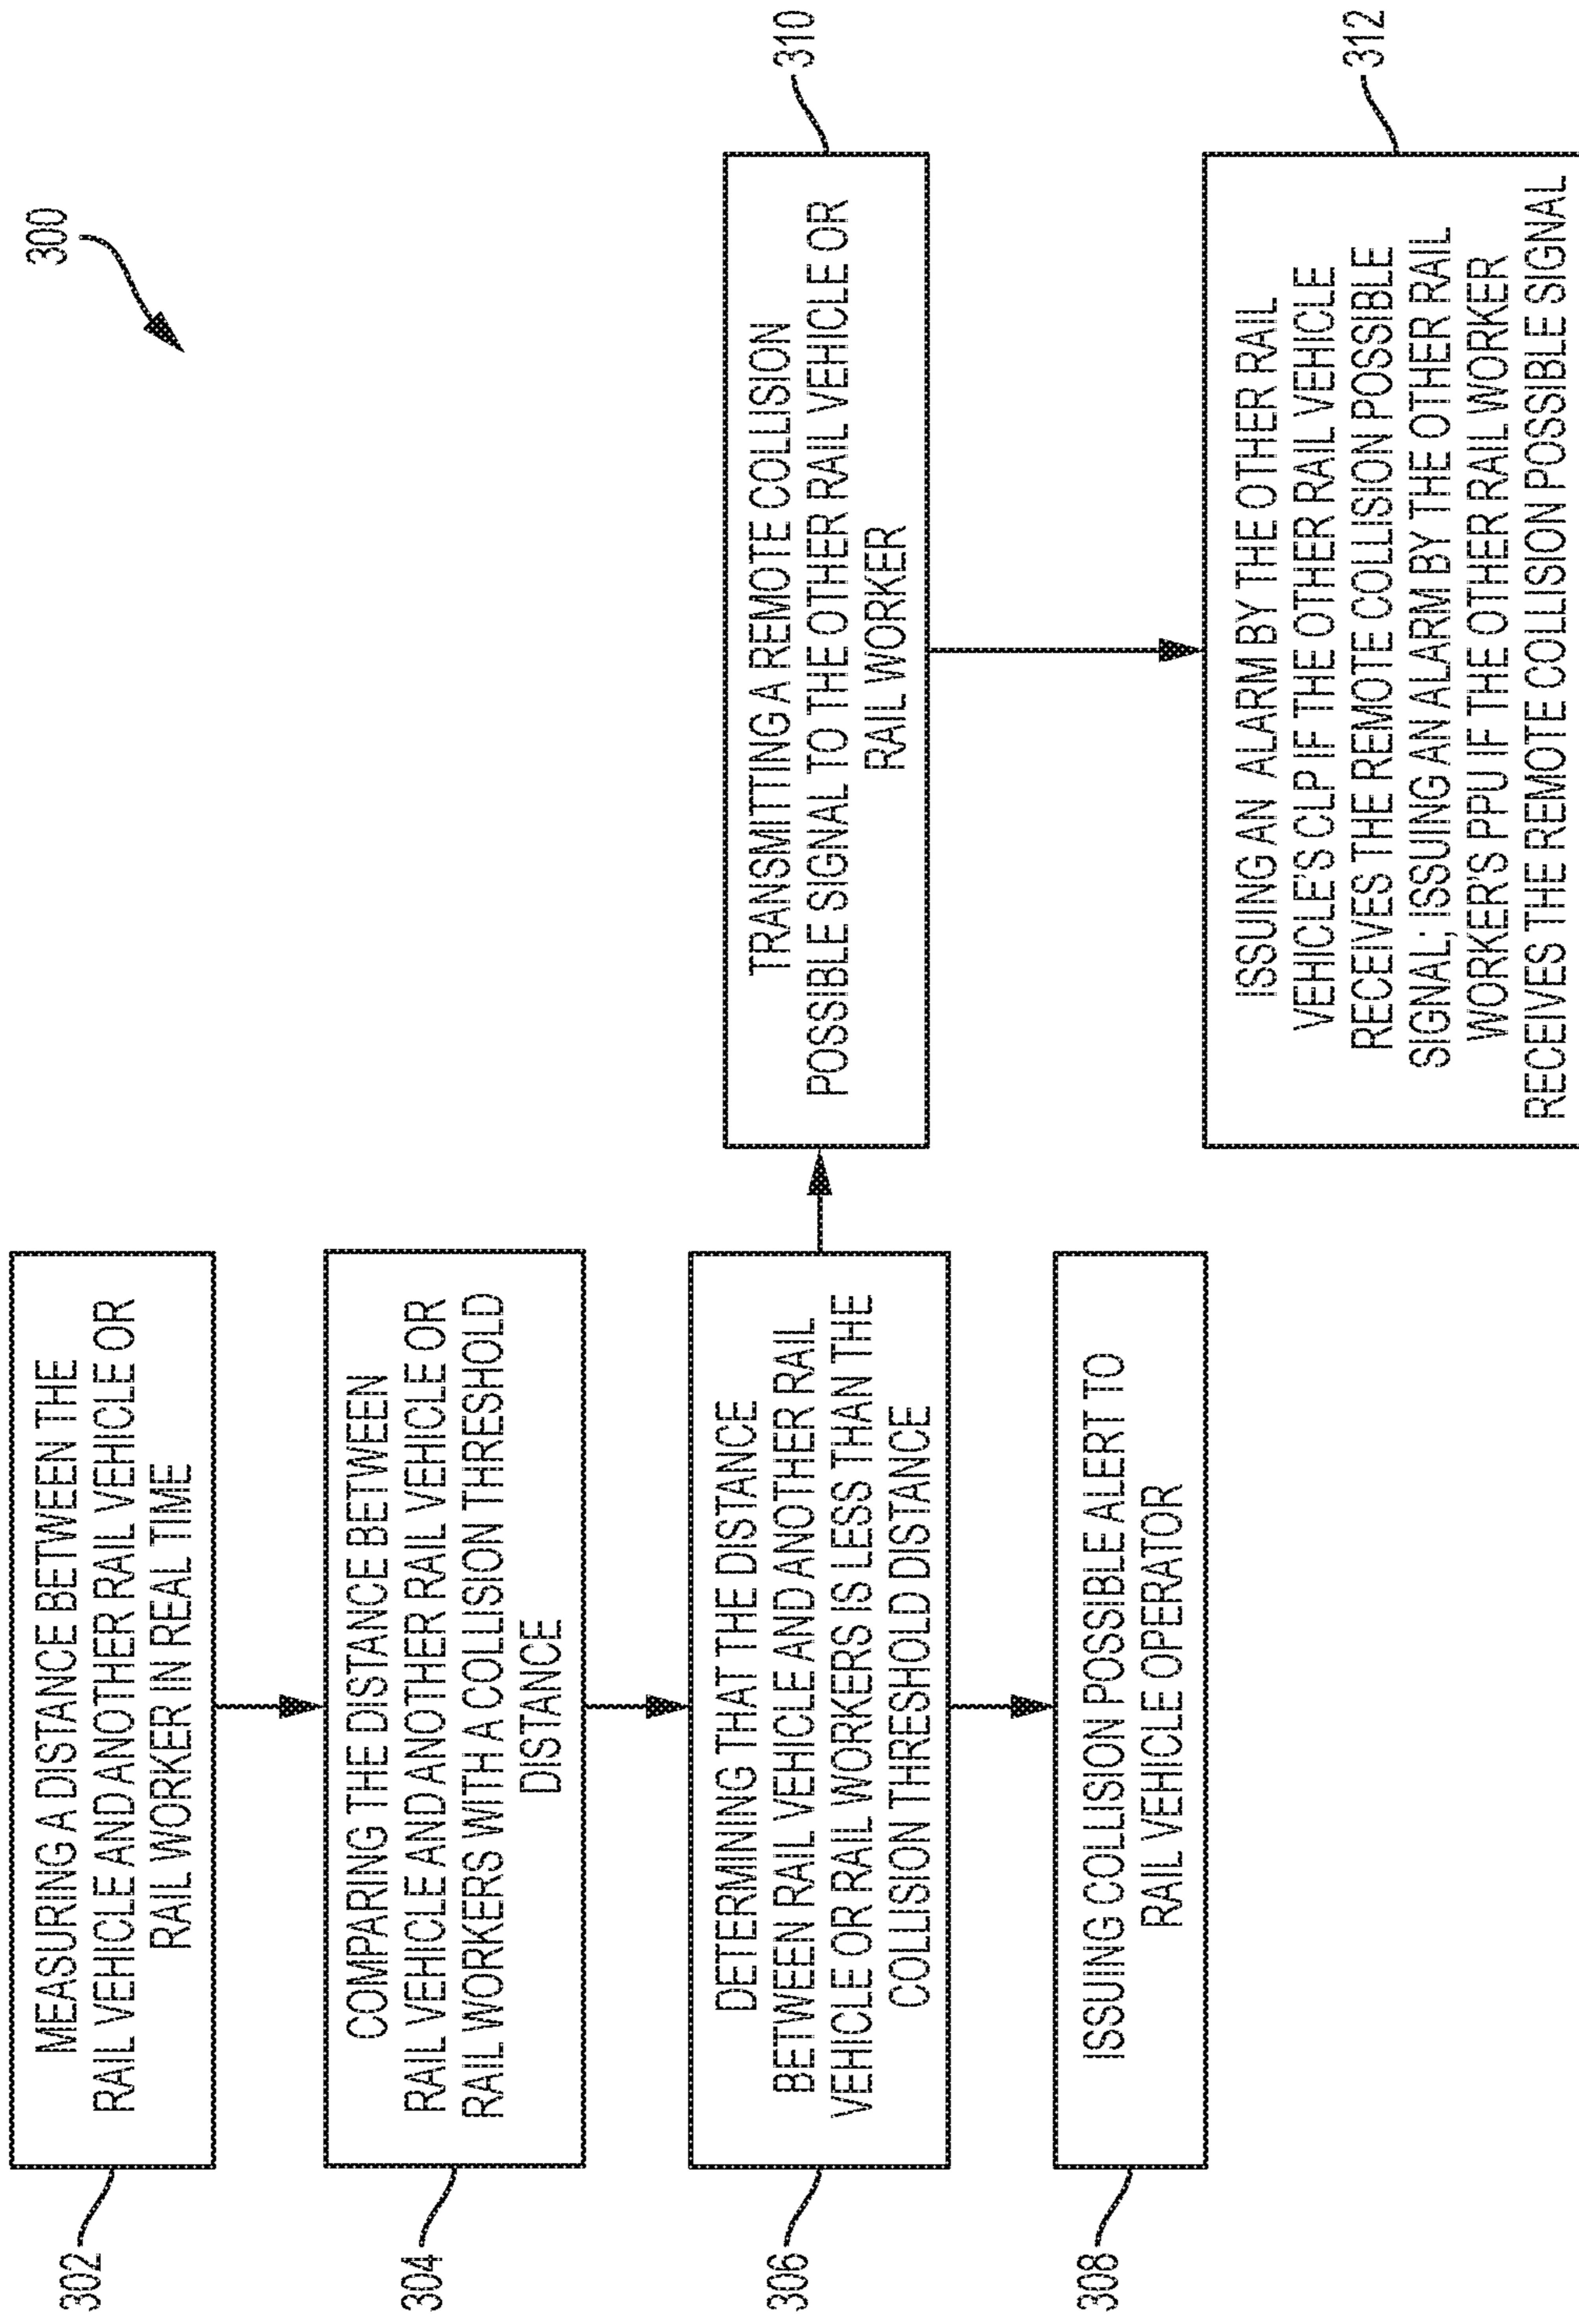 300
302
MEASURING A DISTANCE BETWEEN THE
RAIL VEHICLE AND ANOTHER RAIL VEHICLE OR
RAIL WORKER IN REAL TIME
304
COMPARING THE DISTANCE BETWEEN
RAIL VEHICLE AND ANOTHER RAIL VEHICLE OR
RAIL WORKERS WITH A COLLISION THRESHOLD
DISTANCE
306
DETERMINING THAT THE DISTANCE
BETWEEN RAIL VEHICLE AND ANOTHER RAIL
VEHICLE OR RAIL WORKERS IS LESS THAN THE
COLLISION THRESHOLD DISTANCE
308
ISSUING COLLISION POSSIBLE ALERT TO
RAIL VEHICLE OPERATOR
310
TRANSMITTING A REMOTE COLLISION
POSSIBLE SIGNAL TO THE OTHER RAIL VEHICLE OR
RAIL WORKER
312
ISSUING AN ALARM BY THE OTHER RAIL
VEHICLE'S CLP IF THE OTHER RAIL VEHICLE
RECEIVES THE REMOTE COLLISION POSSIBLE
SIGNAL; ISSUING AN ALARM BY THE OTHER RAIL
WORKER'S PPU IF THE OTHER RAIL WORKER
RECEIVES THE REMOTE COLLISION POSSIBLE SIGNAL